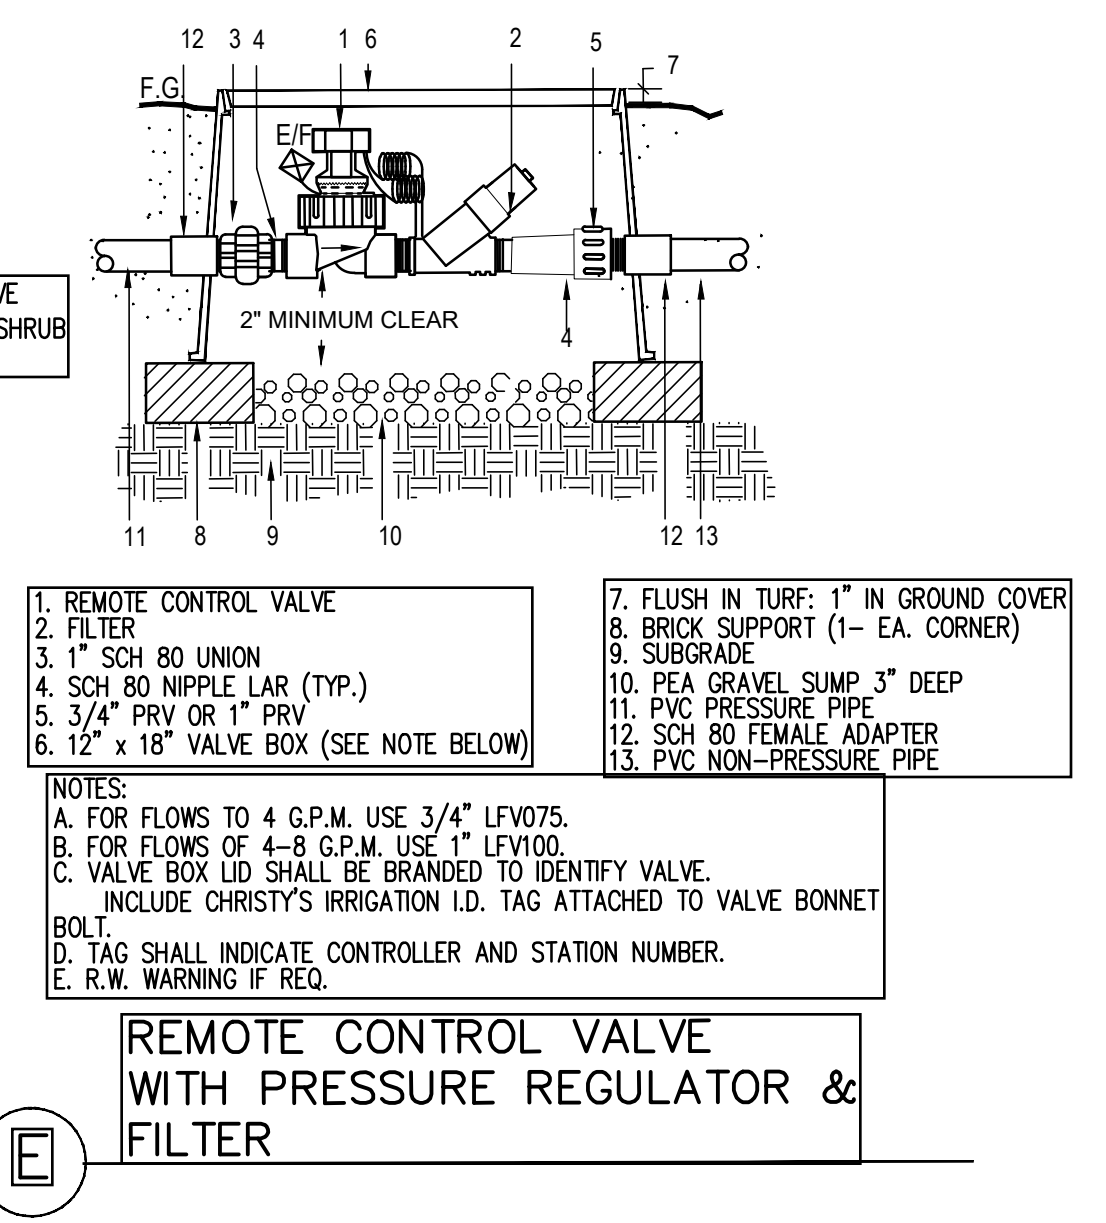 12 3 4 1 6 2 5 7
F.G.
E/F
VE
SHRUB
2" MINIMUM CLEAR
4
11 8 9 10 12 13
1. REMOTE CONTROL VALVE
2. FILTER
3. 1" SCH 80 UNION
4. SCH 80 NIPPLE LAR (TYP.)
5. 3/4" PRV OR 1" PRV
6. 12" x 18" VALVE BOX (SEE NOTE BELOW)
7. FLUSH IN TURF: 1" IN GROUND COVER
8. BRICK SUPPORT (1- EA. CORNER)
9. SUBGRADE
10. PEA GRAVEL SUMP 3" DEEP
11. PVC PRESSURE PIPE
12. SCH 80 FEMALE ADAPTER
13. PVC NON-PRESSURE PIPE
NOTES:
A. FOR FLOWS TO 4 G.P.M. USE 3/4" LFV075.
B. FOR FLOWS OF 4-8 G.P.M. USE 1" LFV100.
C. VALVE BOX LID SHALL BE BRANDED TO IDENTIFY VALVE.
INCLUDE CHRISTY'S IRRIGATION I.D. TAG ATTACHED TO VALVE BONNET
BOLT.
D. TAG SHALL INDICATE CONTROLLER AND STATION NUMBER.
E. R.W. WARNING IF REQ.
REMOTE CONTROL VALVE
WITH PRESSURE REGULATOR &
FILTER
E